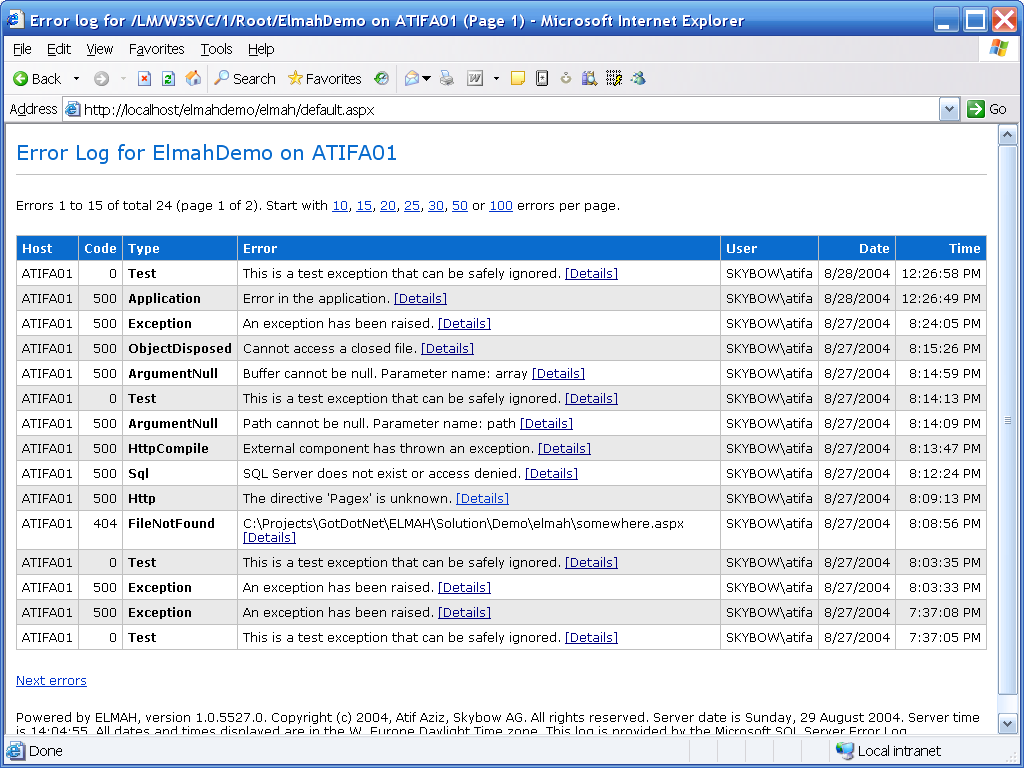 Error log for /LM/W3SVC/1/Root/ElmahDemo on ATIFA01 (Page 1) - Microsoft Internet Explorer
File Edit View Favorites Tools Help
Back Search Favorites
Address http://localhost/elmahdemo/elmah/default.aspx Go
Error Log for ElmahDemo on ATIFA01
Errors 1 to 15 of total 24 (page 1 of 2). Start with 10, 15, 20, 25, 30, 50 or 100 errors per page.
Host Code Type Error User Date Time
ATIFA01 0 Test This is a test exception that can be safely ignored. [Details] SKYBOW\atifa 8/28/2004 12:26:58 PM
ATIFA01 500 Application Error in the application. [Details] SKYBOW\atifa 8/28/2004 12:26:49 PM
ATIFA01 500 Exception An exception has been raised. [Details] SKYBOW\atifa 8/27/2004 8:24:05 PM
ATIFA01 500 ObjectDisposed Cannot access a closed file. [Details] SKYBOW\atifa 8/27/2004 8:15:26 PM
ATIFA01 500 ArgumentNull Buffer cannot be null. Parameter name: array [Details] SKYBOW\atifa 8/27/2004 8:14:59 PM
ATIFA01 0 Test This is a test exception that can be safely ignored. [Details] SKYBOW\atifa 8/27/2004 8:14:13 PM
ATIFA01 500 ArgumentNull Path cannot be null. Parameter name: path [Details] SKYBOW\atifa 8/27/2004 8:14:09 PM
ATIFA01 500 HttpCompile External component has thrown an exception. [Details] SKYBOW\atifa 8/27/2004 8:13:47 PM
ATIFA01 500 Sql SQL Server does not exist or access denied. [Details] SKYBOW\atifa 8/27/2004 8:12:24 PM
ATIFA01 500 Http The directive 'Pagex' is unknown. [Details] SKYBOW\atifa 8/27/2004 8:09:13 PM
ATIFA01 404 FileNotFound C:\Projects\GotDotNet\ELMAH\Solution\Demo\elmah\somewhere.aspx SKYBOW\atifa 8/27/2004 8:08:56 PM
[Details]
ATIFA01 0 Test This is a test exception that can be safely ignored. [Details] SKYBOW\atifa 8/27/2004 8:03:35 PM
ATIFA01 500 Exception An exception has been raised. [Details] SKYBOW\atifa 8/27/2004 8:03:33 PM
ATIFA01 500 Exception An exception has been raised. [Details] SKYBOW\atifa 8/27/2004 7:37:08 PM
ATIFA01 0 Test This is a test exception that can be safely ignored. [Details] SKYBOW\atifa 8/27/2004 7:37:05 PM
Next errors
Powered by ELMAH, version 1.0.5527.0. Copyright (c) 2004, Atif Aziz, Skybow AG. All rights reserved. Server date is Sunday, 29 August 2004. Server time
is 14:04:55. All dates and times displayed are in the W. Europe Daylight Time zone. This log is provided by the Microsoft SQL Server Error Log.
Done Local intranet